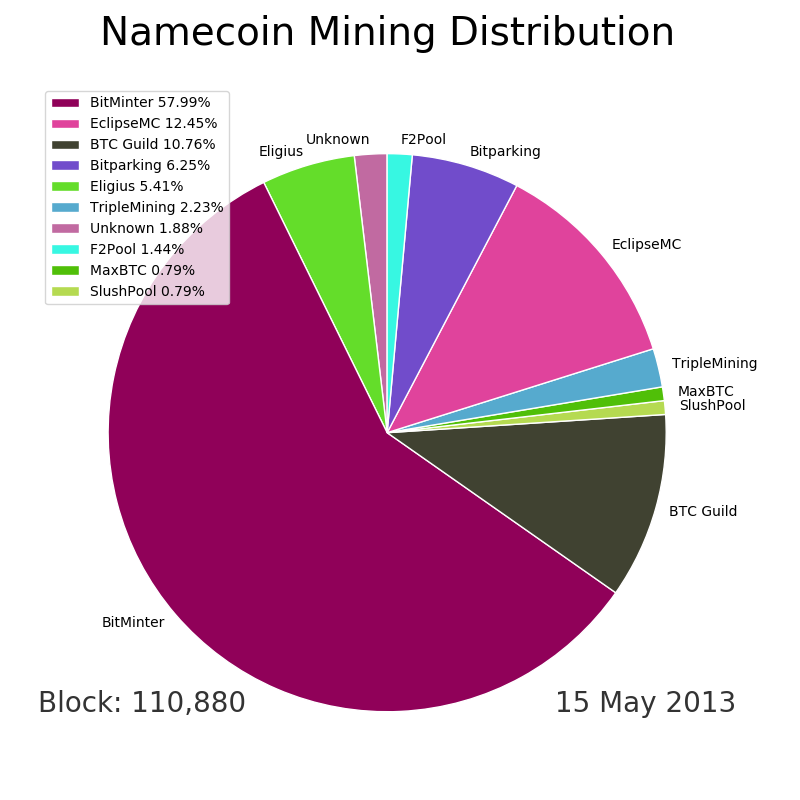 Namecoin Mining Distribution
BitMinter 57.99%
EclipseMC 12.45%
BTC Guild 10.76%
Bitparking 6.25%
Eligius 5.41%
TripleMining 2.23%
Unknown 1.88%
F2Pool 1.44%
MaxBTC 0.79%
SlushPool 0.79%
Eligius
Unknown
F2Pool
Bitparking
EclipseMC
TripleMining
MaxBTC
SlushPool
BTC Guild
BitMinter
Block: 110,880
15 May 2013